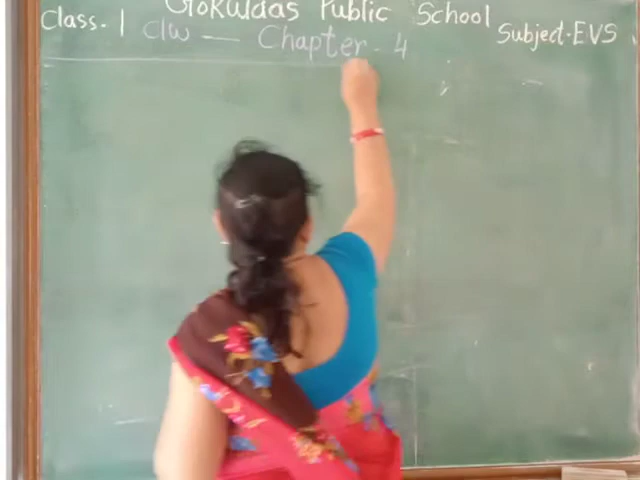 Gokuldas Public School
Class-1 C/W — Chapter-4 Subject-EVS